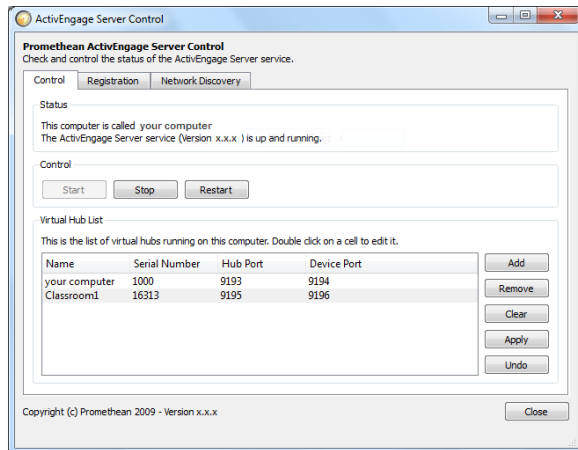 ActivEngage Server Control
Promethean ActivEngage Server Control
Check and control the status of the ActivEngage Server service.
Control Registration Network Discovery
Status
This computer is called your computer
The ActivEngage Server service (Version x.x.x ) is up and running.
Control
Start Stop Restart
Virtual Hub List
This is the list of virtual hubs running on this computer. Double click on a cell to edit it.
Name Serial Number Hub Port Device Port
your computer 1000 9193 9194
Classroom1 16313 9195 9196
Add
Remove
Clear
Apply
Undo
Copyright (c) Promethean 2009 - Version x.x.x
Close